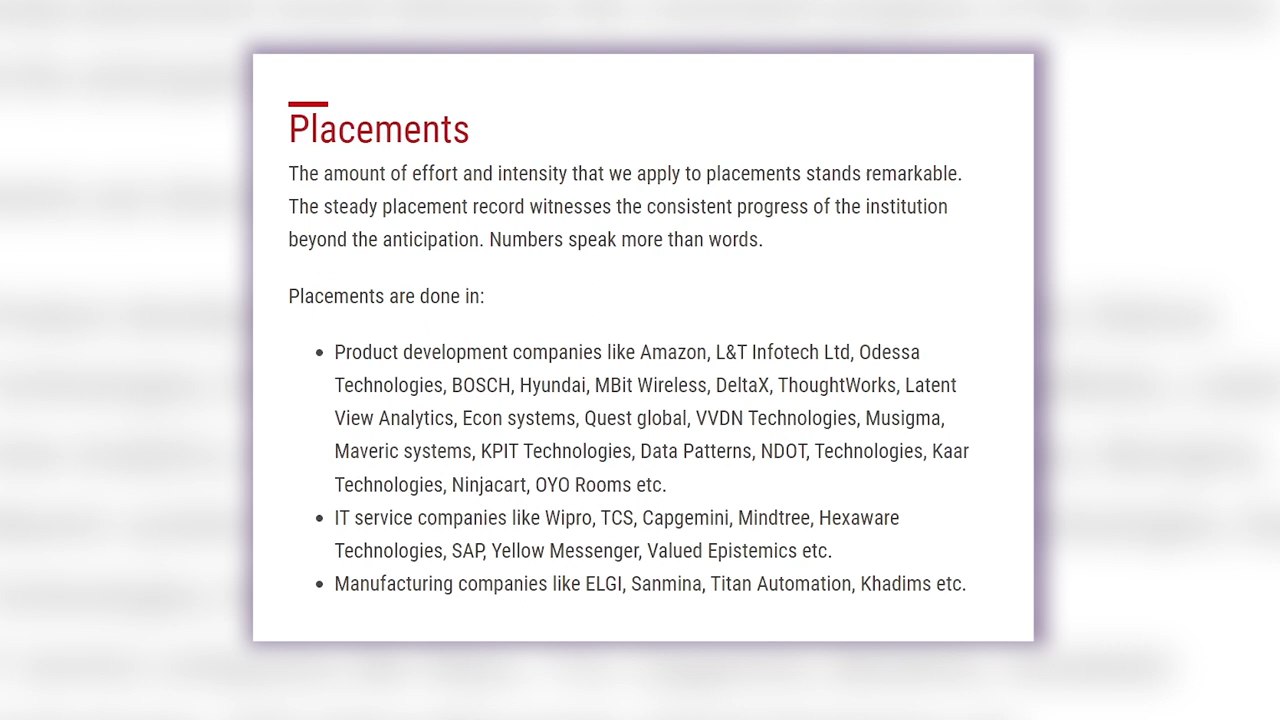 Placements
The amount of effort and intensity that we apply to placements stands remarkable.
The steady placement record witnesses the consistent progress of the institution
beyond the anticipation. Numbers speak more than words.
Placements are done in:
• Product development companies like Amazon, L&T Infotech Ltd, Odessa
Technologies, BOSCH, Hyundai, MBit Wireless, DeltaX, ThoughtWorks, Latent
View Analytics, Econ systems, Quest global, VVDN Technologies, Musigma,
Maveric systems, KPIT Technologies, Data Patterns, NDOT, Technologies, Kaar
Technologies, Ninjacart, OYO Rooms etc.
• IT service companies like Wipro, TCS, Capgemini, Mindtree, Hexaware
Technologies, SAP, Yellow Messenger, Valued Epistemics etc.
• Manufacturing companies like ELGI, Sanmina, Titan Automation, Khadims etc.